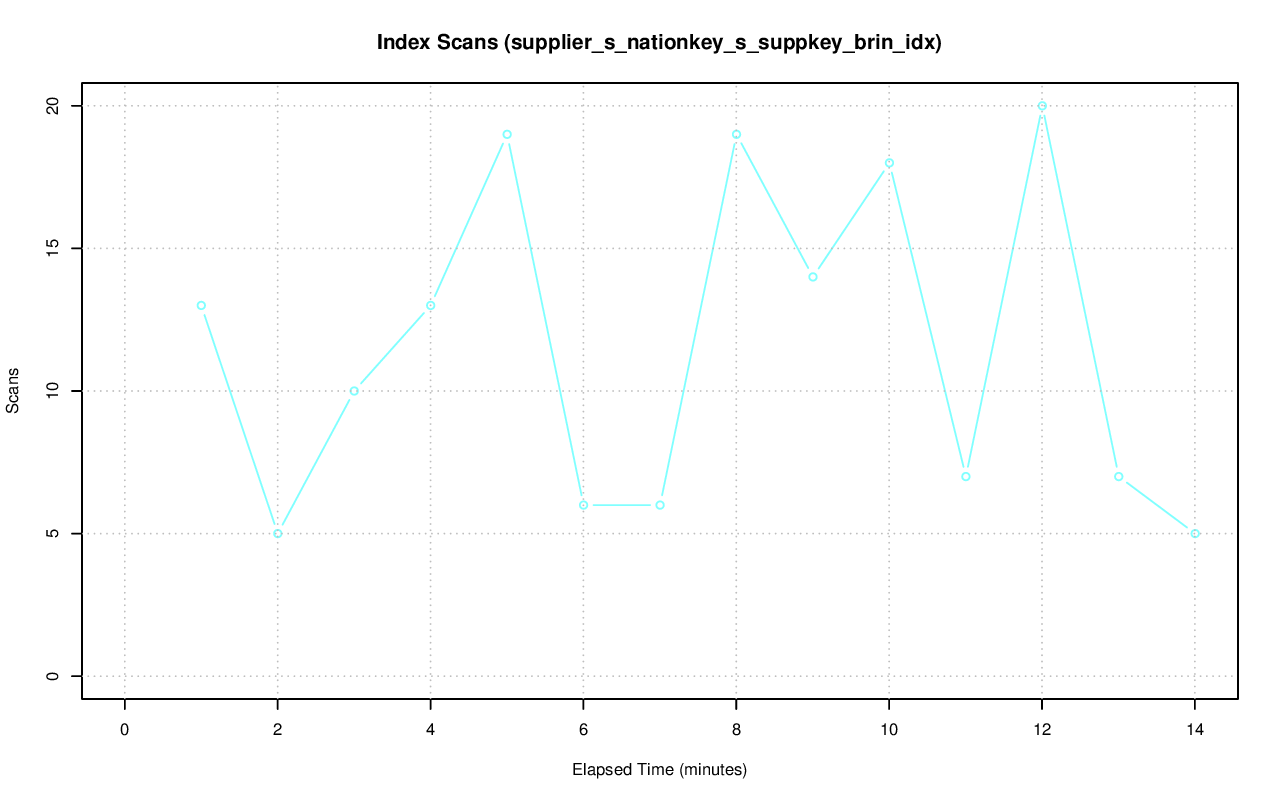 Index Scans (supplier_s_nationkey_s_suppkey_brin_idx)
20
15
10
5
0
Scans
0 2 4 6 8 10 12 14
Elapsed Time (minutes)